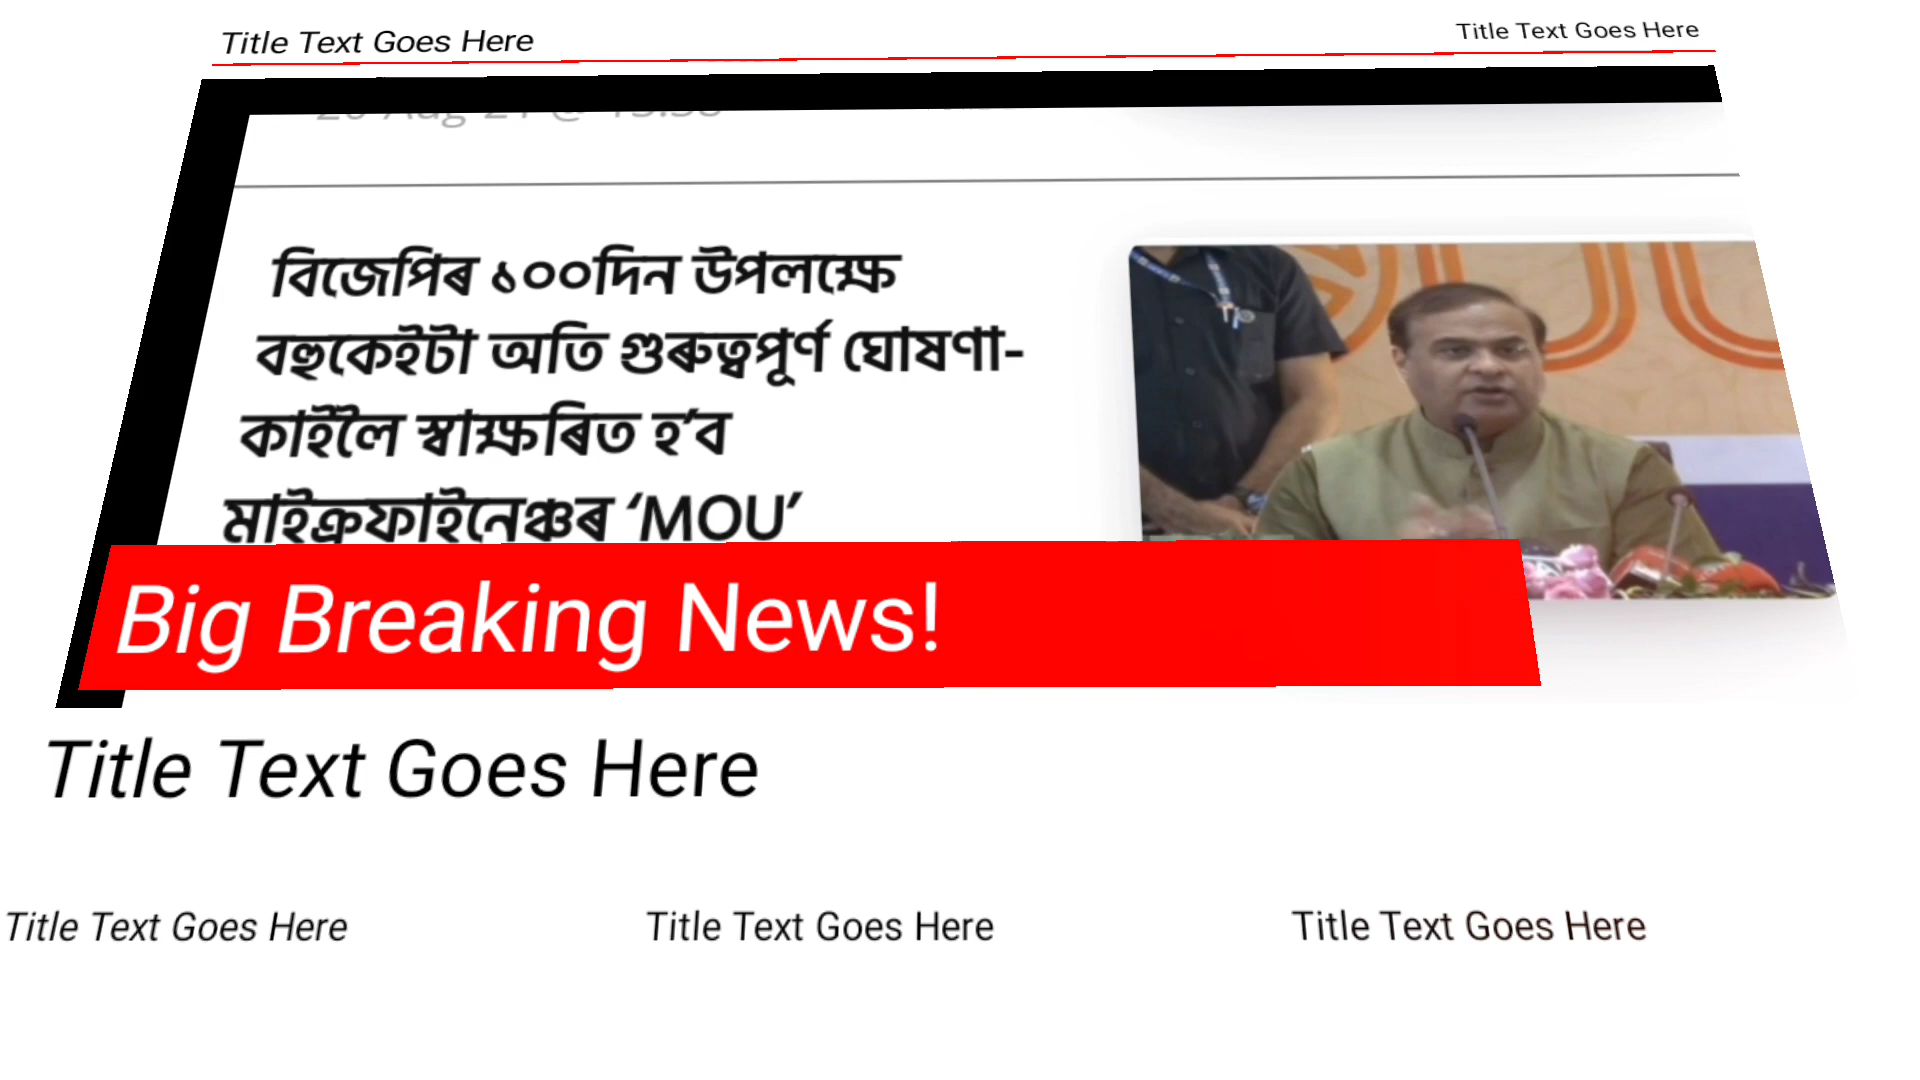 Title Text Goes Here
Title Text Goes Here
বিজেপিৰ ১০০দিন উপলক্ষে
বহুকেইটা অতি গুৰুত্বপূৰ্ণ ঘোষণা-
কাইলৈ স্বাক্ষৰিত হ’ব
মাইক্ৰফাইনেঞ্চৰ ‘MOU’
Big Breaking News!
Title Text Goes Here
Title Text Goes Here
Title Text Goes Here
Title Text Goes Here